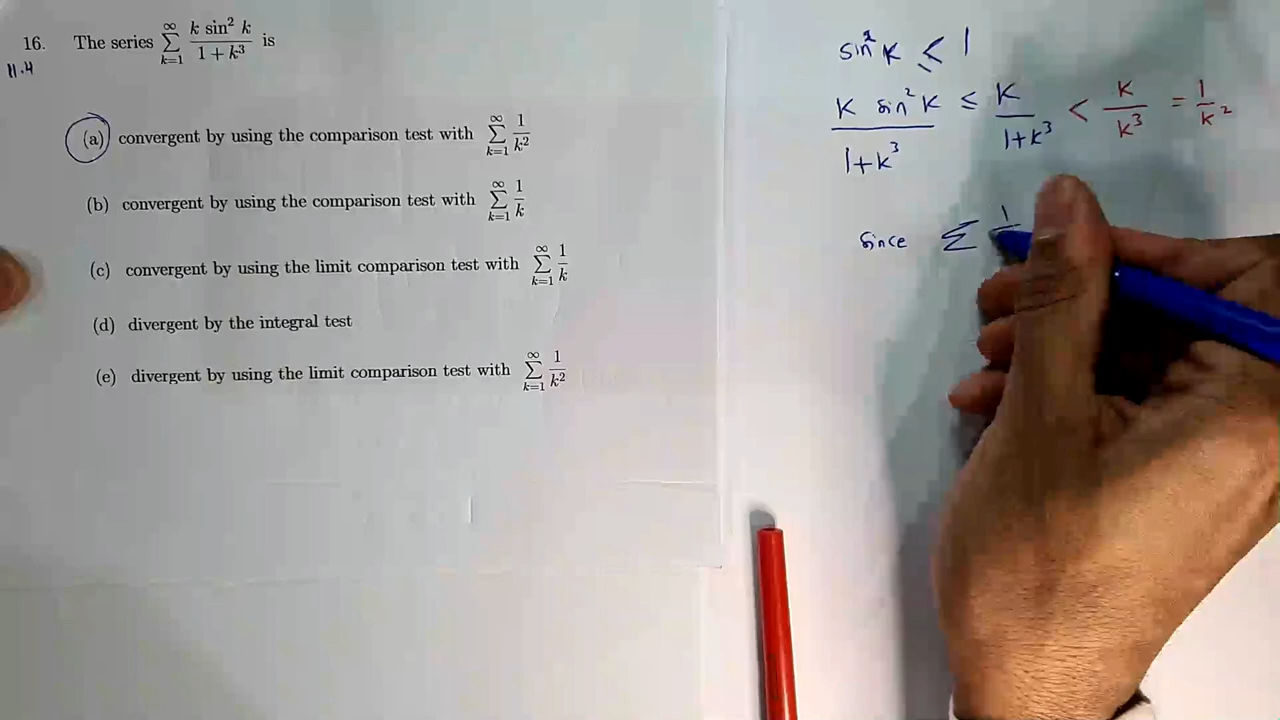 16. The series ∑_{k=1}^{∞} k sin² k / (1 + k³) is
11.4
(a) convergent by using the comparison test with ∑_{k=1}^{∞} 1/k²
(b) convergent by using the comparison test with ∑_{k=1}^{∞} 1/k
(c) convergent by using the limit comparison test with ∑_{k=1}^{∞} 1/k
(d) divergent by the integral test
(e) divergent by using the limit comparison test with ∑_{k=1}^{∞} 1/k²
sin² k ≤ 1
k sin² k / (1+k³) ≤ k / (1+k³) < k / k³ = 1 / k²
since ∑ 1